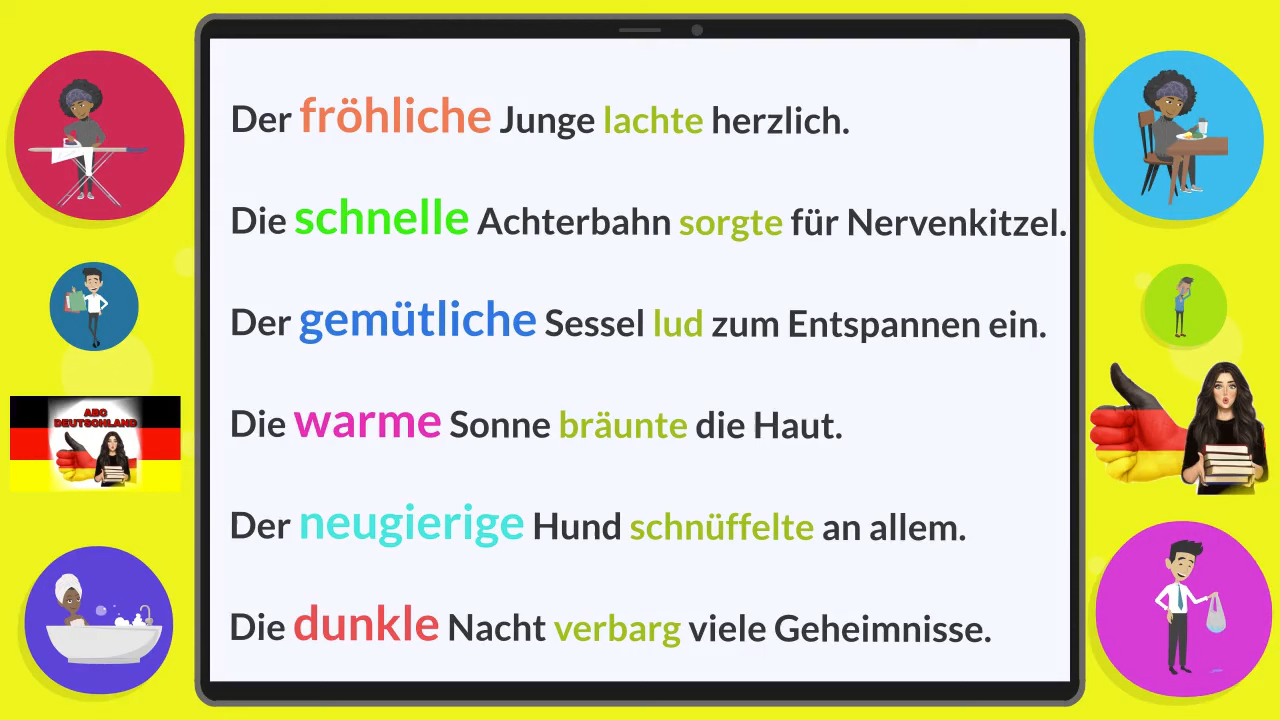 Der fröhliche Junge lachte herzlich.
Die schnelle Achterbahn sorgte für Nervenkitzel.
Der gemütliche Sessel lud zum Entspannen ein.
Die warme Sonne bräunte die Haut.
ABC
DEUTSCHLAND
Der neugierige Hund schnüffelte an allem.
Die dunkle Nacht verbarg viele Geheimnisse.